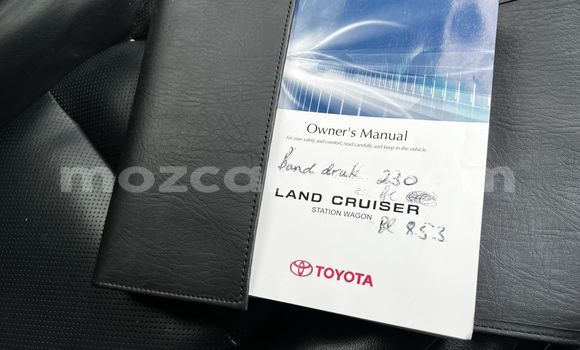 Owner's Manual
For your safety and comfort, read carefully and keep in the vehicle.
Band druk 230
LAND CRUISER
STATION WAGON
853
TOYOTA